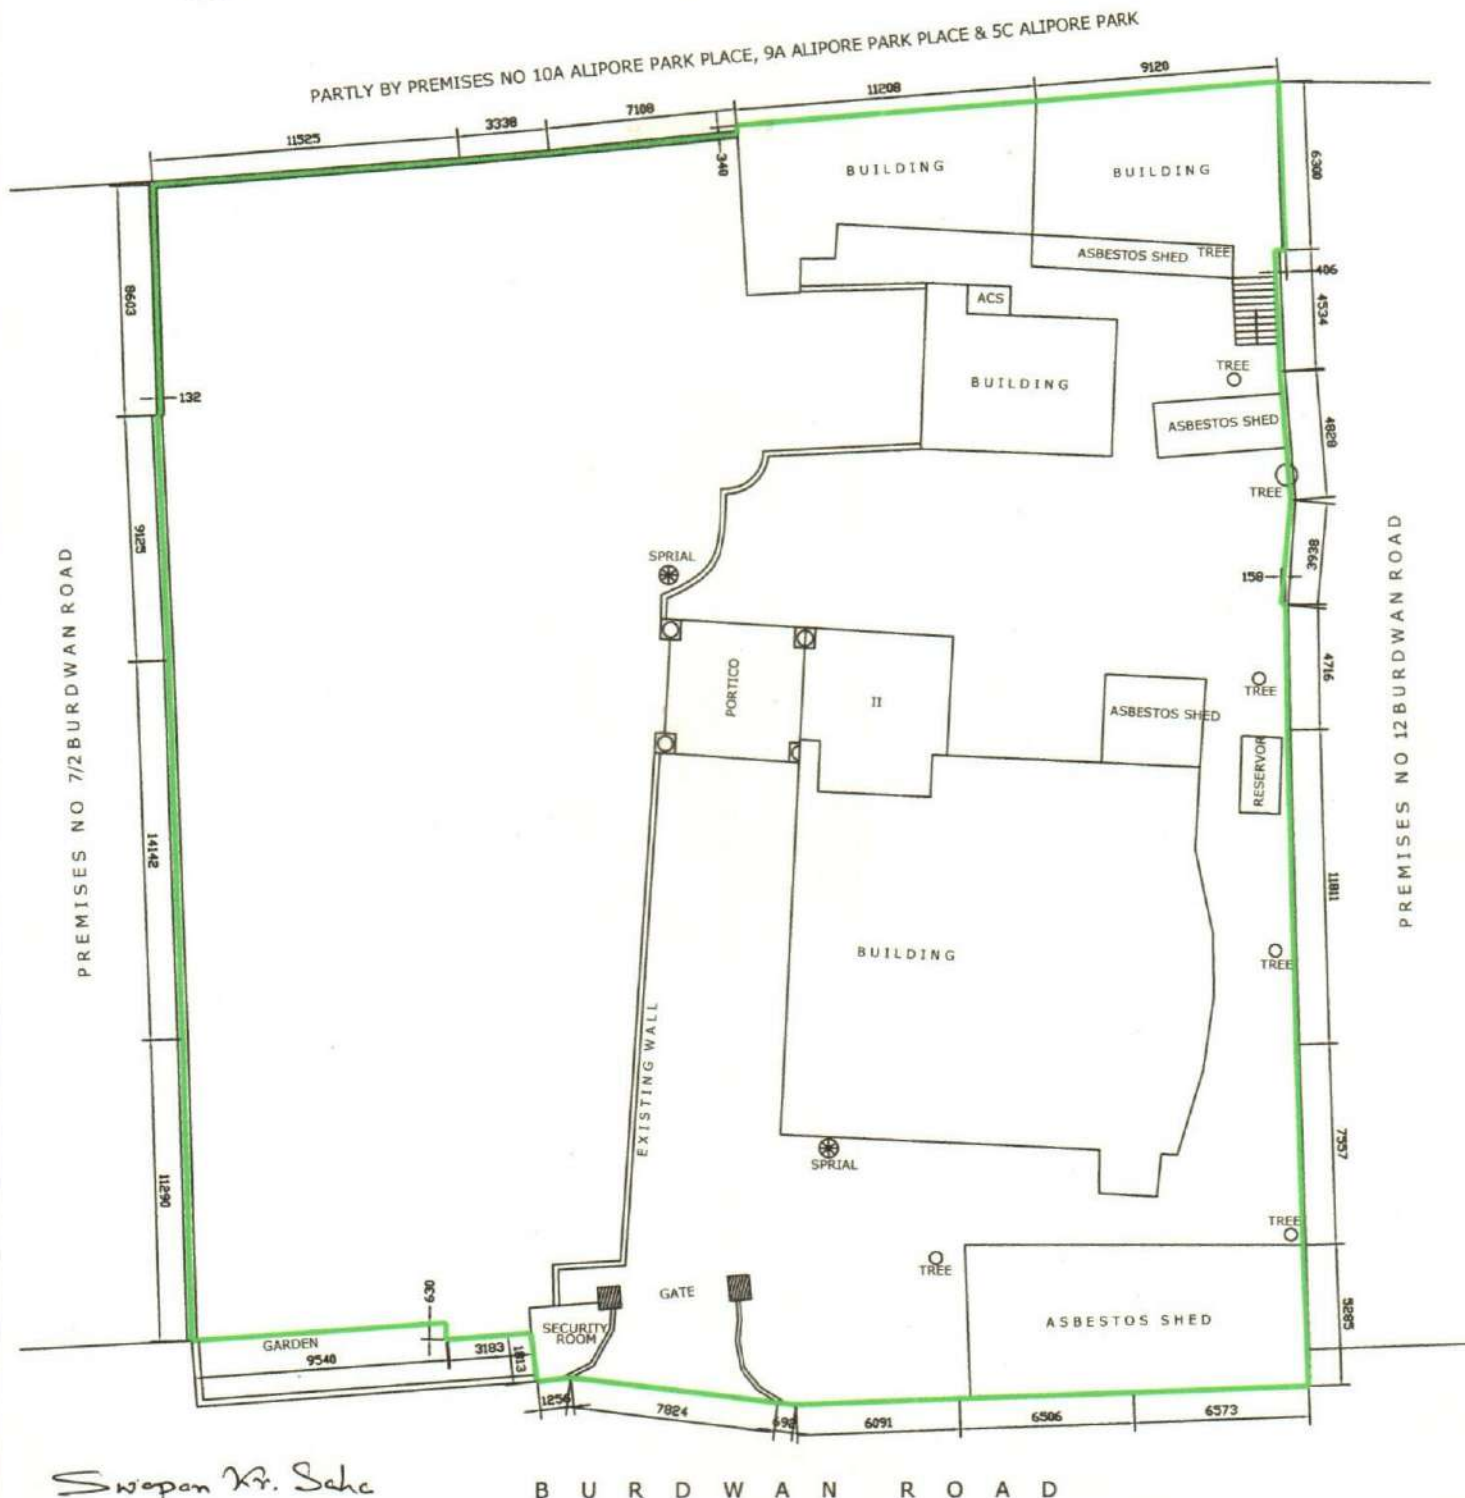 PARTLY BY PREMISES NO 10A ALIPORE PARK PLACE, 9A ALIPORE PARK PLACE & 5C ALIPORE PARK
11525
3338
7108
11208
9120
340
BUILDING
BUILDING
6300
ASBESTOS SHED
TREE
406
4534
ACS
8603
132
BUILDING
TREE
ASBESTOS SHED
4828
TREE
9125
SPRIAL
158
3638
PREMISES NO 7/2 BURDWAN ROAD
PREMISES NO 12 BURDWAN ROAD
PORTICO
II
TREE
4716
ASBESTOS SHED
RESERVOR
14142
11811
BUILDING
TREE
EXISTING WALL
7557
SPRIAL
11290
TREE
TREE
GATE
630
GARDEN
SECURITY
ROOM
ASBESTOS SHED
5285
9540
3183
1813
1256
7824
692
6091
6506
6573
Swapan Kr. Saha
BURDWAN ROAD